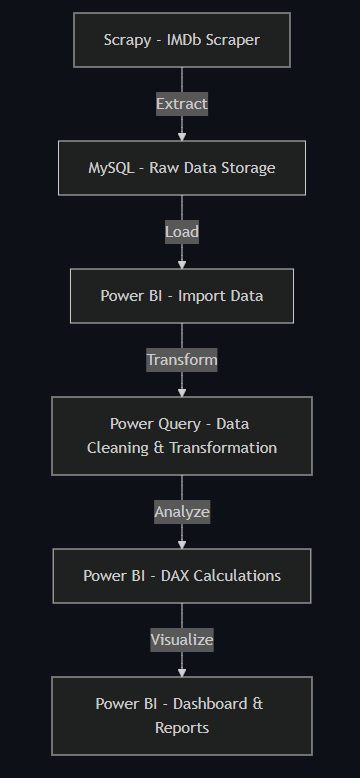 Scrapy - IMDb Scraper
Extract
MySQL - Raw Data Storage
Load
Power BI - Import Data
Transform
Power Query - Data
Cleaning & Transformation
Analyze
Power BI - DAX Calculations
Visualize
Power BI - Dashboard &
Reports